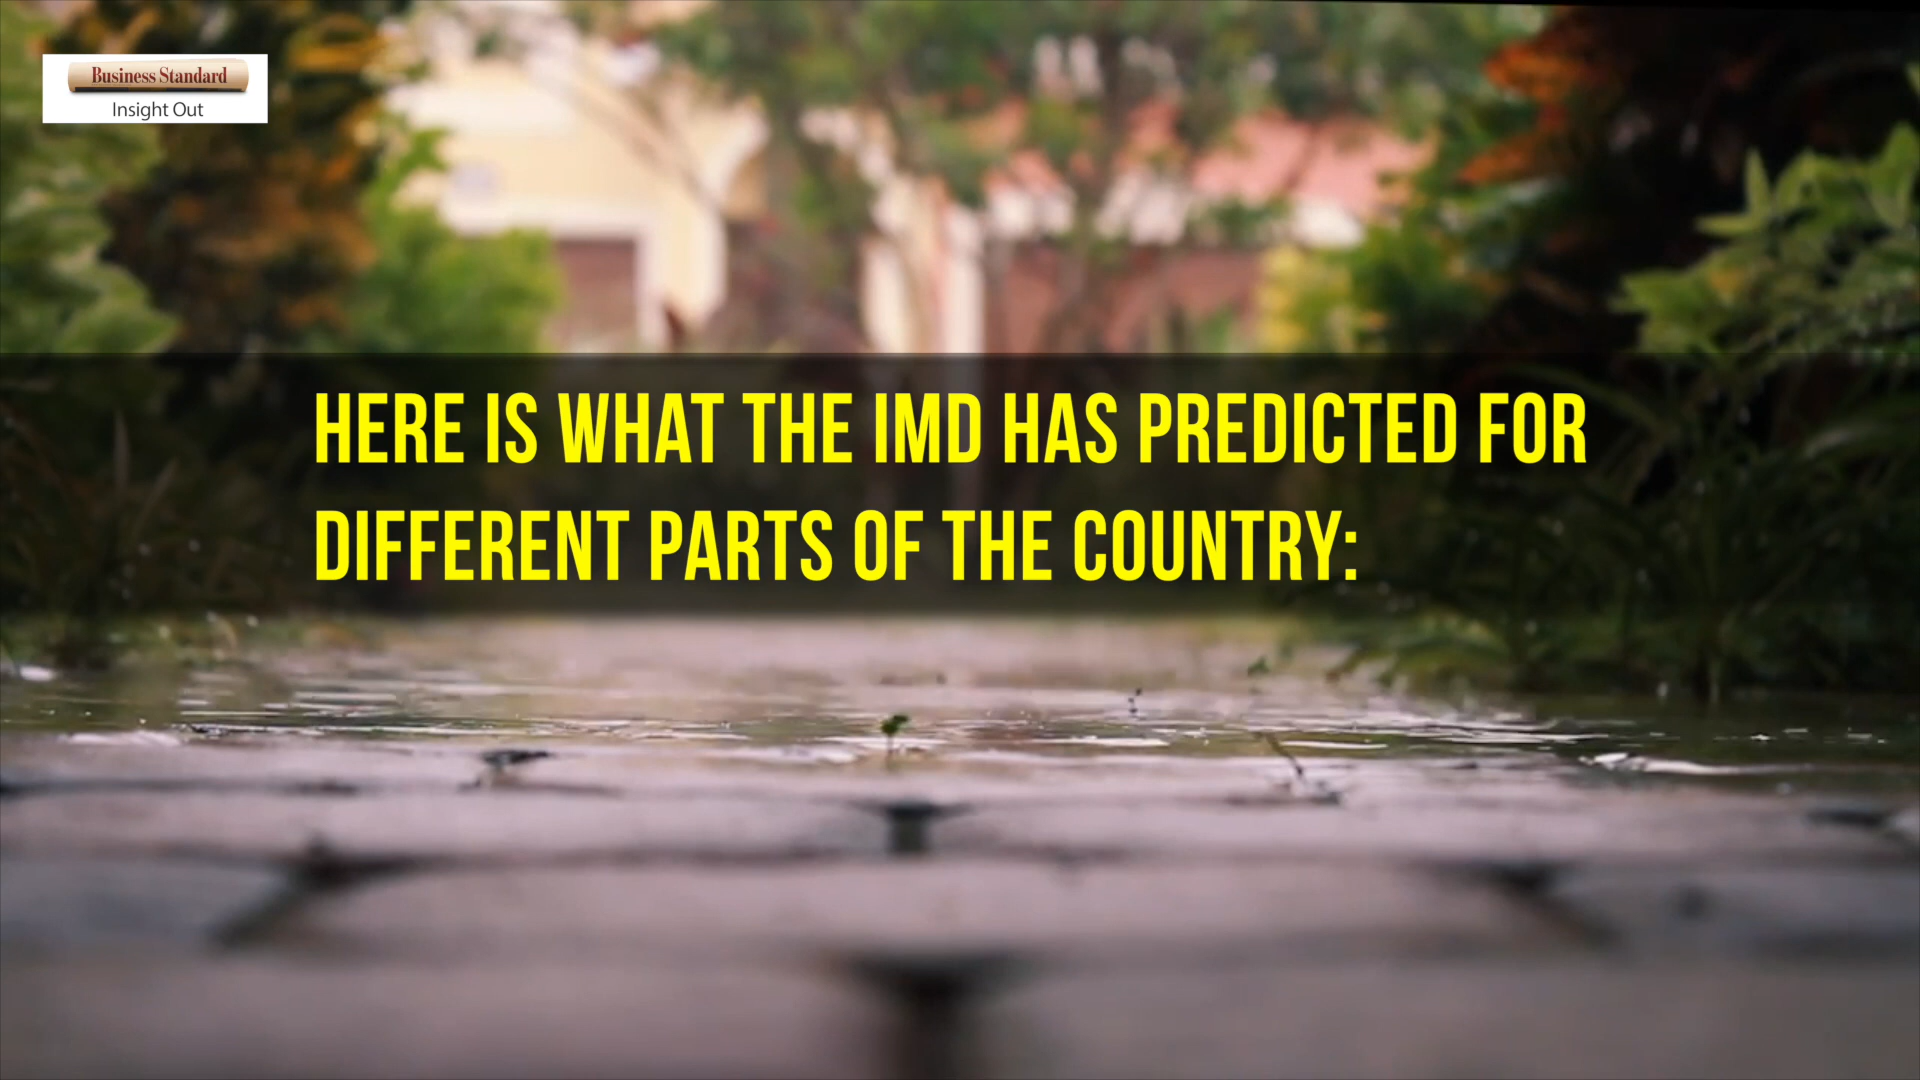 Business Standard
Insight Out
HERE IS WHAT THE IMD HAS PREDICTED FOR
DIFFERENT PARTS OF THE COUNTRY: